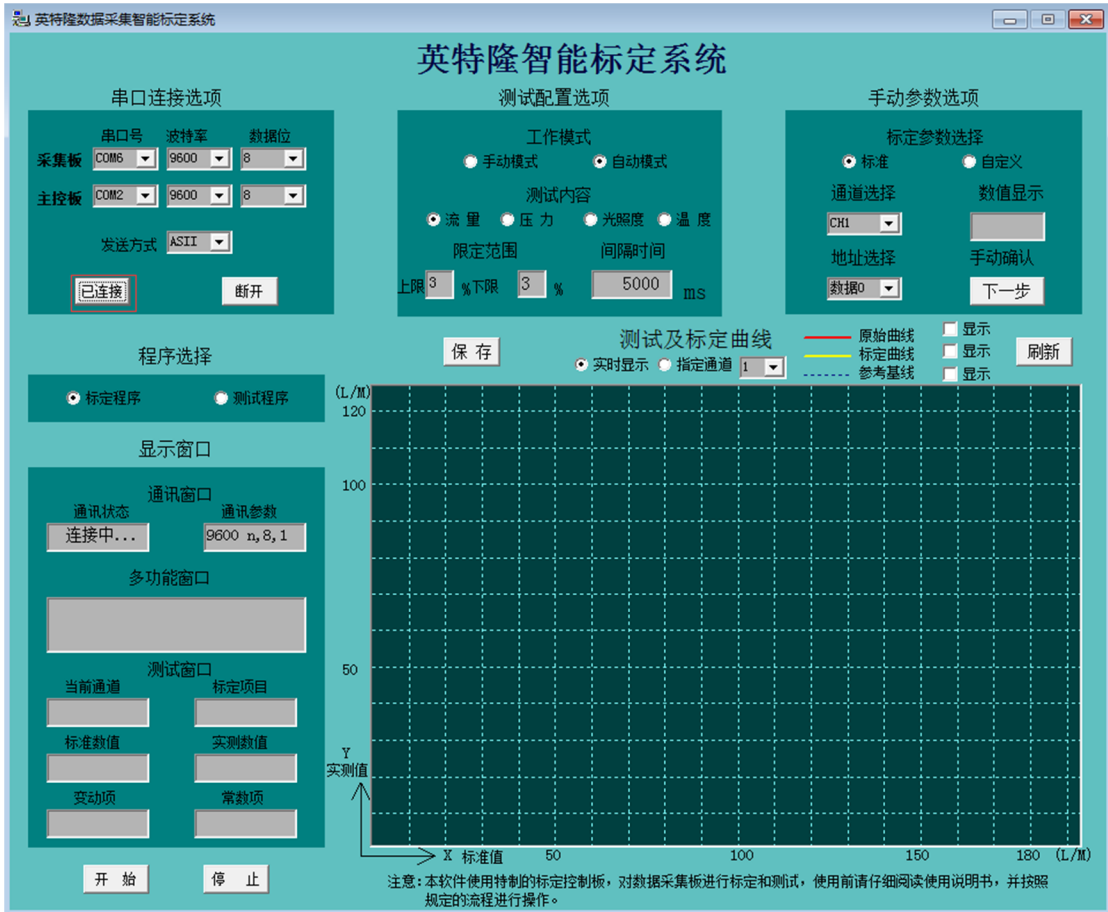 英特隆数据采集智能标定系统
英特隆智能标定系统
串口连接选项
串口号 波特率 数据位
采集板 COM6 9600 8
主控板 COM2 9600 8
发送方式 ASII
已连接 断开
测试配置选项
工作模式
手动模式 自动模式
测试内容
流 量 压 力 光照度 温 度
限定范围 间隔时间
上限 3 % 下限 3 % 5000 ms
手动参数选项
标定参数选择
标准 自定义
通道选择 数值显示
CH1
地址选择 手动确认
数据0 下一步
程序选择
标定程序 测试程序
保 存
测试及标定曲线
实时显示 指定通道 1
原始曲线 显示
标定曲线 显示
参考基线 显示
刷新
显示窗口
通讯窗口
通讯状态 通讯参数
连接中... 9600 n,8,1
多功能窗口
测试窗口
当前通道 标定项目
标准数值 实测数值
变动项 常数项
开 始 停 止
(L/M)
120
100
50
Y
实测值
X 标准值 50 100 150 180 (L/M)
注意:本软件使用特制的标定控制板，对数据采集板进行标定和测试，使用前请仔细阅读使用说明书，并按照
规定的流程进行操作。